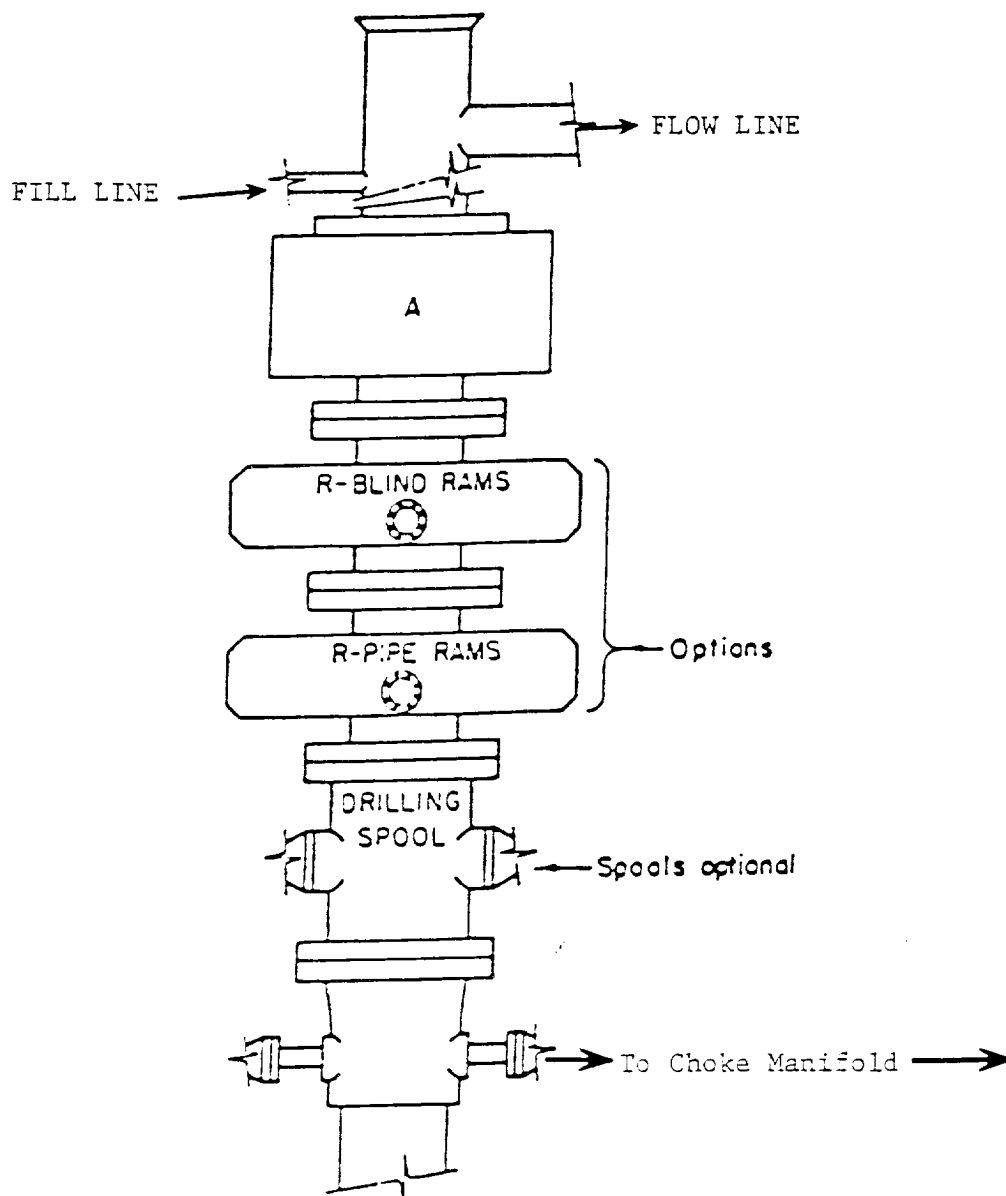 FLOW LINE
FILL LINE
A
R-BLIND RAMS
R-PIPE RAMS
Options
DRILLING
SPOOL
Spools optional
To Choke Manifold